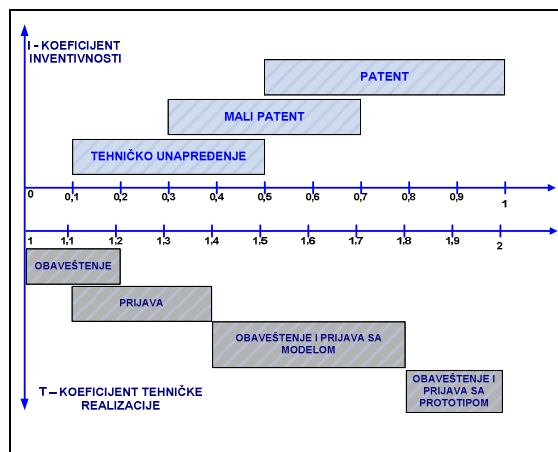 I - KOEFICIJENT
INVENTIVNOSTI
PATENT
MALI PATENT
TEHNIČKO UNAPREĐENJE
0 0,1 0,2 0,3 0,4 0,5 0,6 0,7 0,8 0,9 1
1 1,1 1,2 1,3 1,4 1,5 1,6 1,7 1,8 1,9 2
OBAVEŠTENJE
PRIJAVA
OBAVEŠTENJE I PRIJAVA SA
MODELOM
OBAVEŠTENJE I
PRIJAVA SA
PROTOTIPOM
T – KOEFICIJENT TEHNIČKE
REALIZACIJE